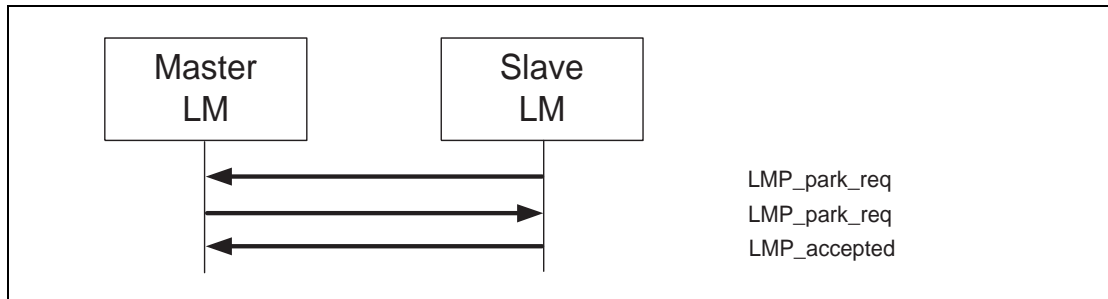 Master
LM
Slave
LM
LMP_park_req
LMP_park_req
LMP_accepted